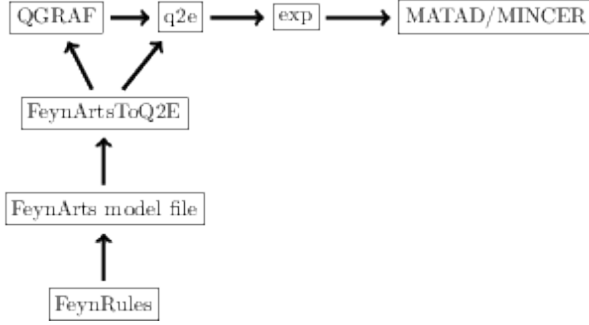 QGRAF
q2e
exp
MATAD/MINCER
FeynArtsToQ2E
FeynArts model file
FeynRules